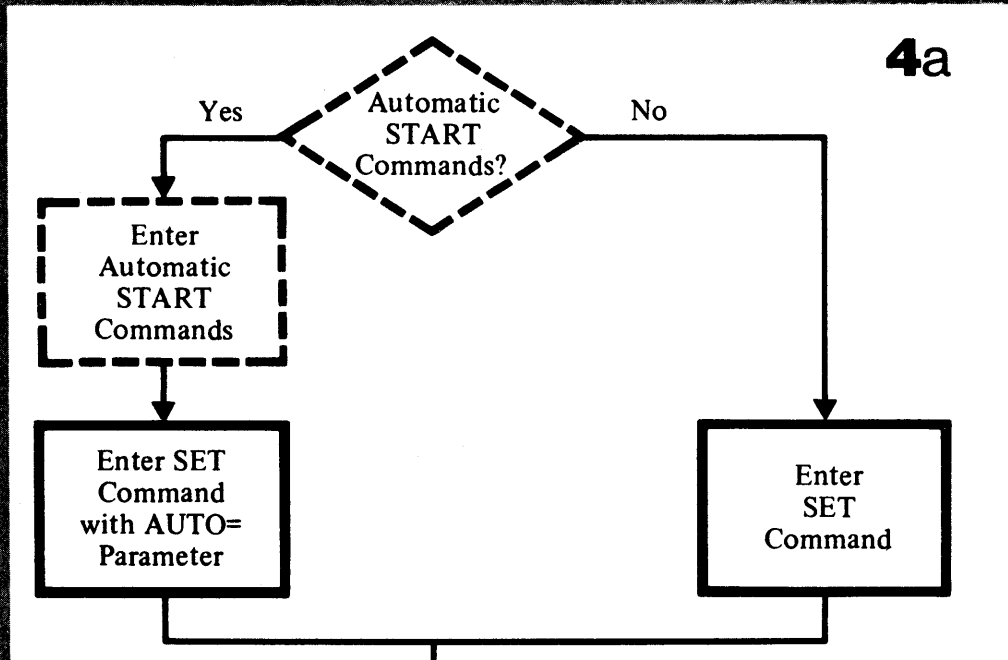 4a
Automatic
START
Commands?
Yes
No
Enter
Automatic
START
Commands
Enter SET
Command
with AUTO=
Parameter
Enter
SET
Command